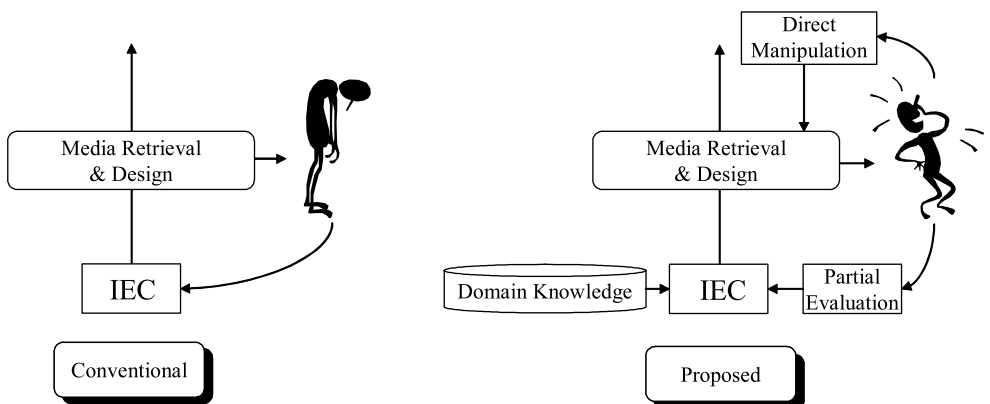 Media Retrieval
& Design
IEC
Conventional
Direct
Manipulation
Media Retrieval
& Design
Domain Knowledge
IEC
Partial
Evaluation
Proposed